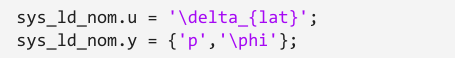 sys_ld_nom.u = '\delta_{lat}';
sys_ld_nom.y = {'p','\phi'};